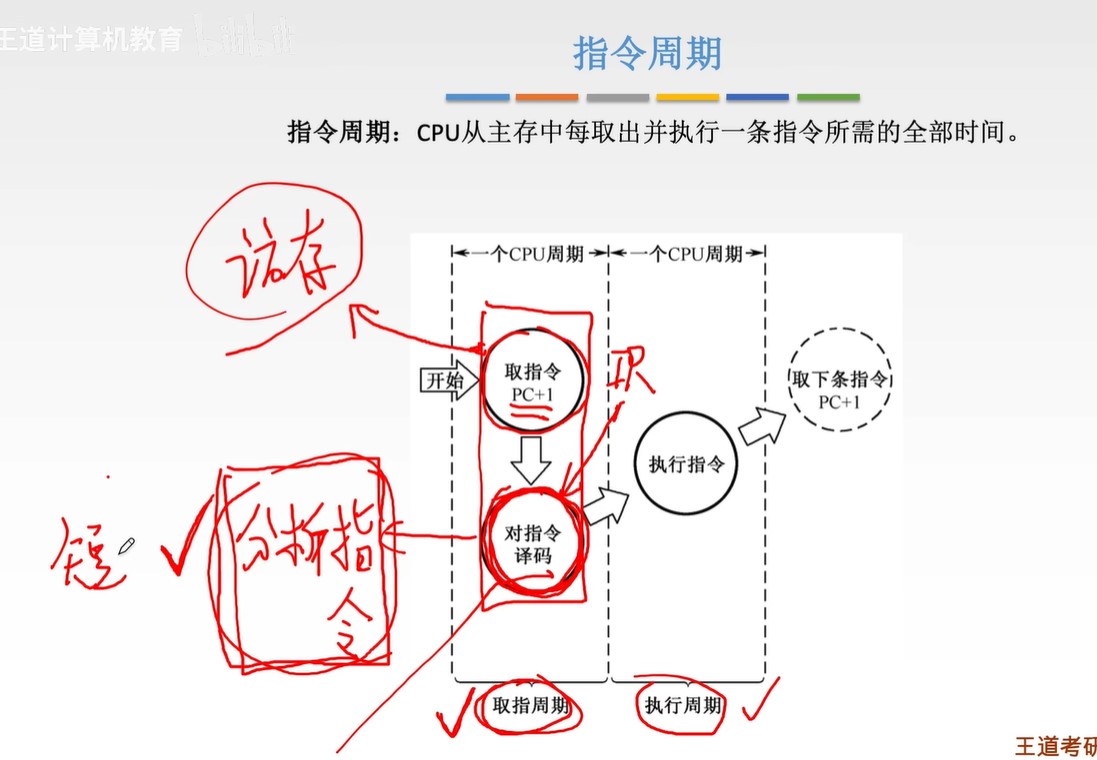 王道计算机教育 bilibili
指令周期
指令周期：CPU从主存中每取出并执行一条指令所需的全部时间。
访存
一个CPU周期 一个CPU周期
开始
取指令
PC+1
IR
取下条指令
PC+1
执行指令
对指令
译码
分析指
令
短
取指周期 执行周期
王道考研